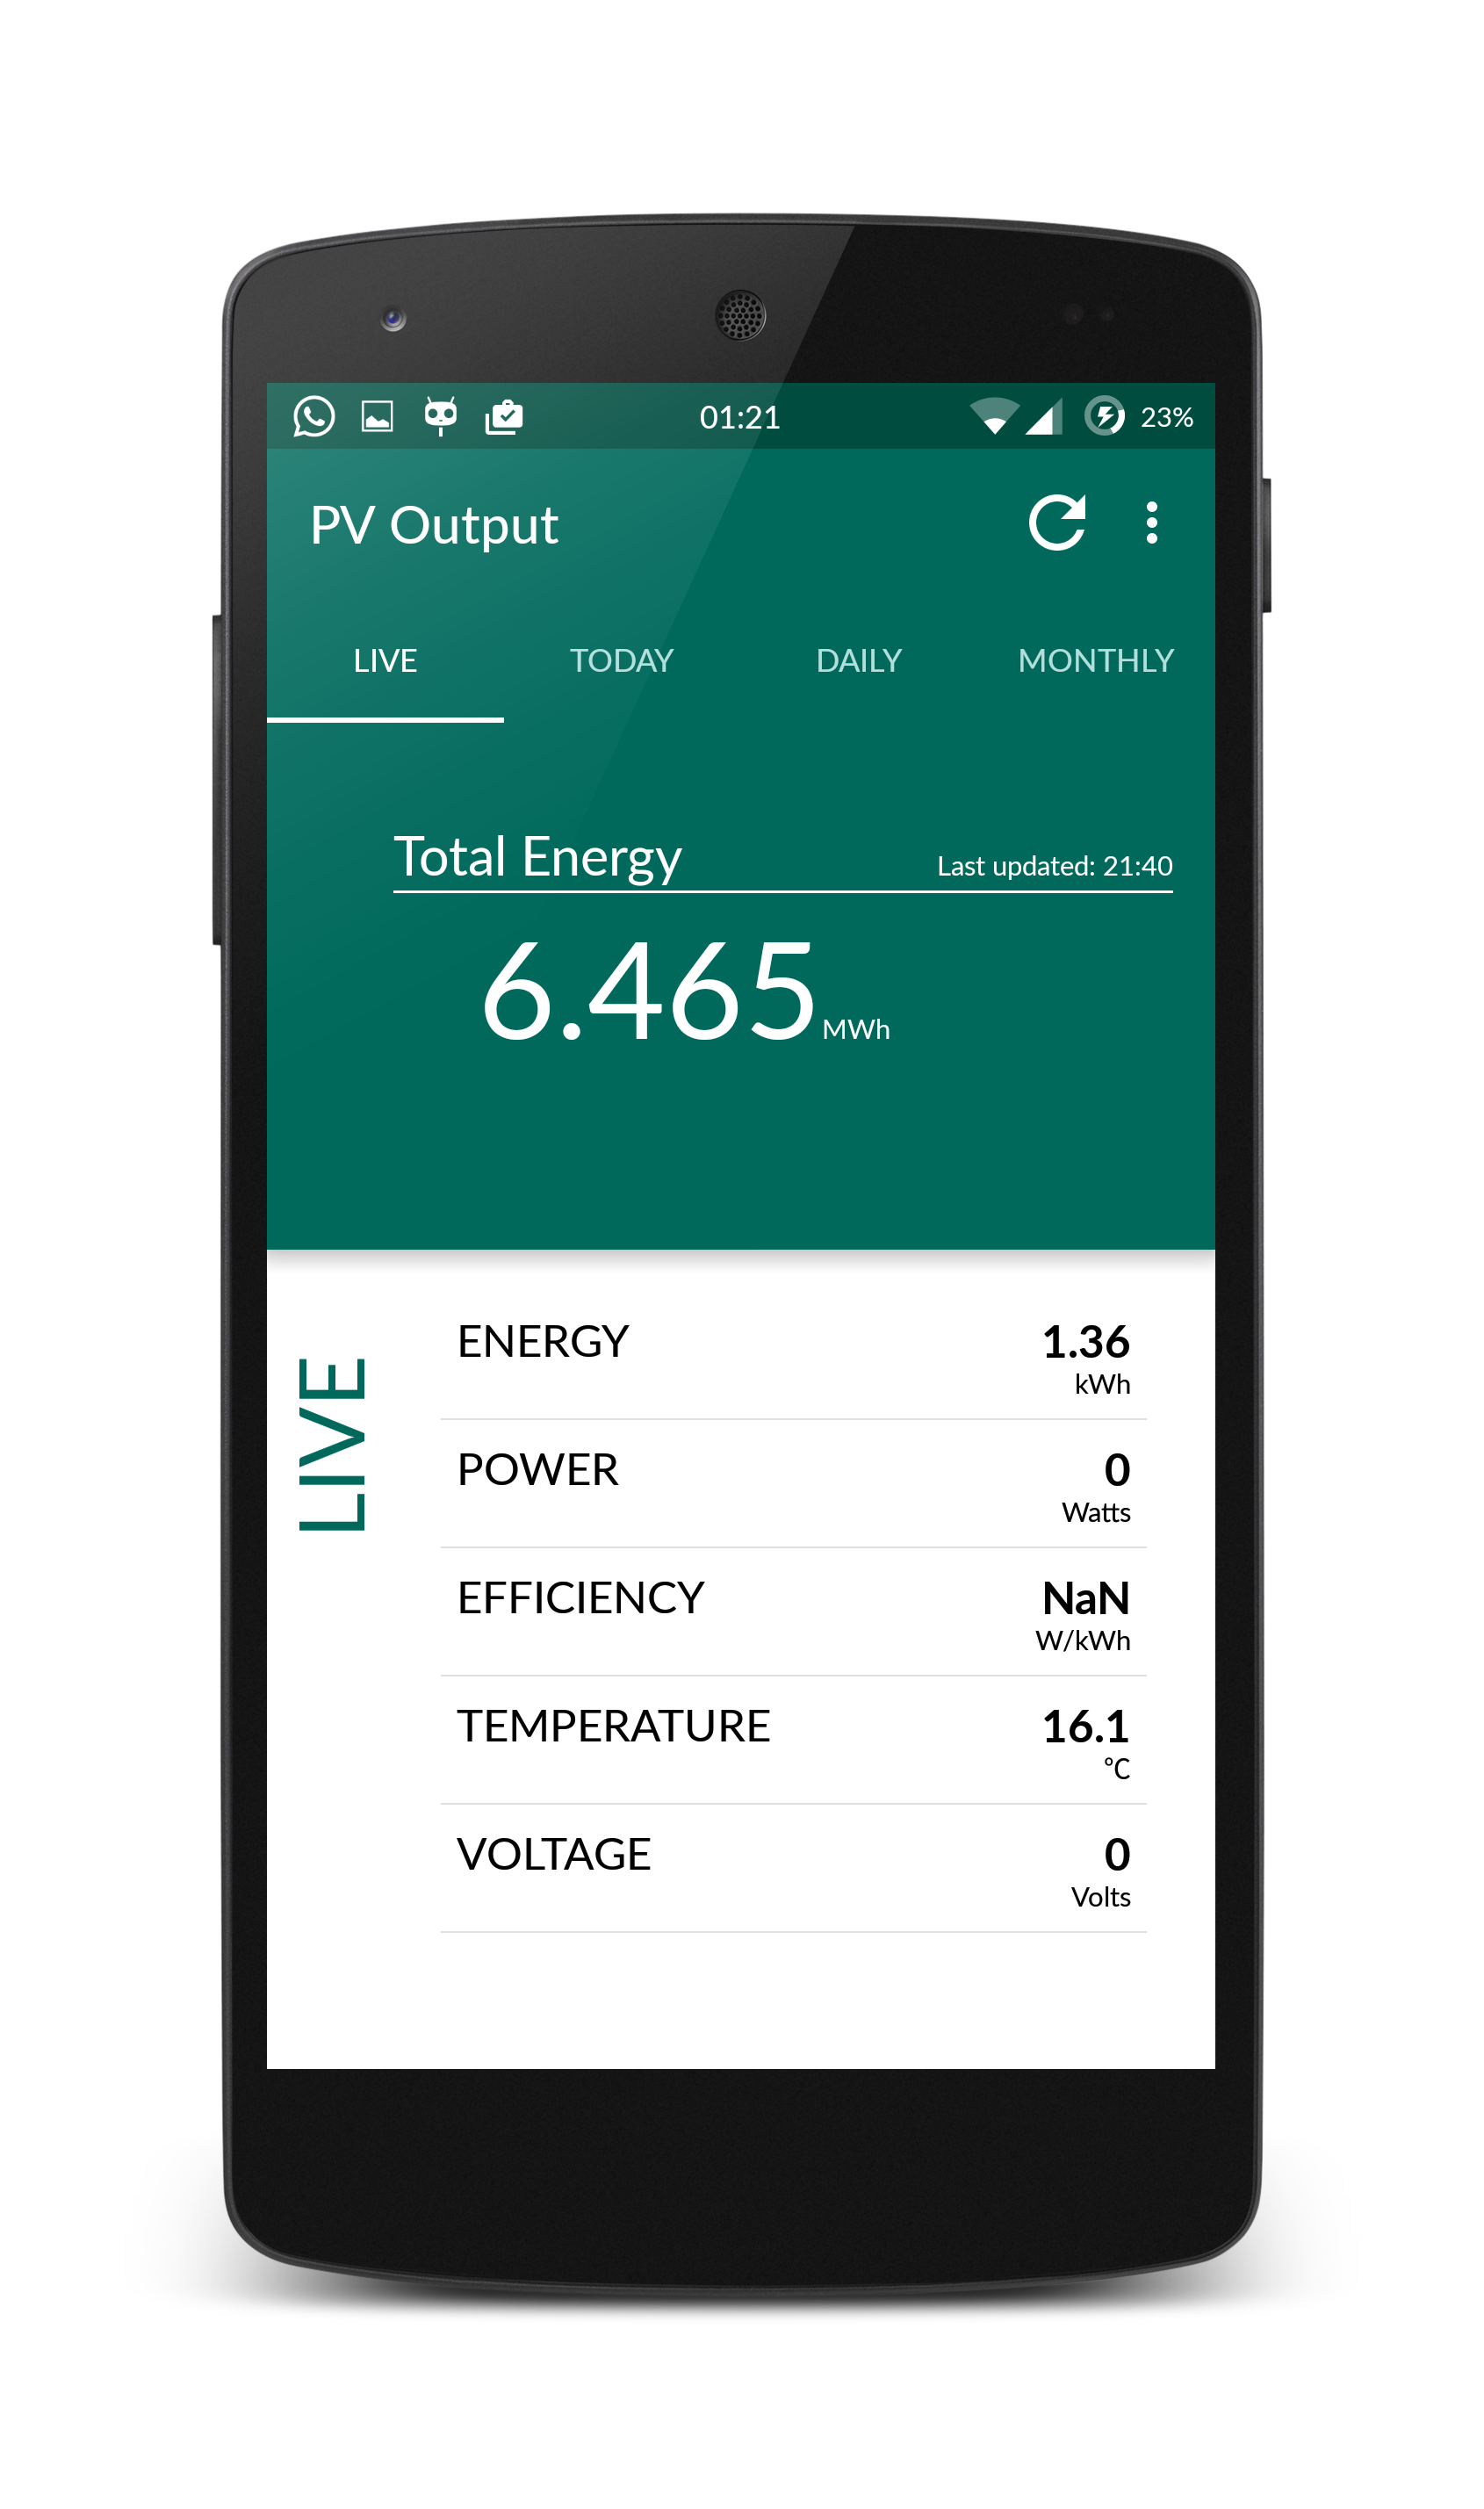 01:21
23%
PV Output
LIVE TODAY DAILY MONTHLY
Total Energy
Last updated: 21:40
6.465 MWh
LIVE
ENERGY 1.36
kWh
POWER 0
Watts
EFFICIENCY NaN
W/kWh
TEMPERATURE 16.1
°C
VOLTAGE 0
Volts